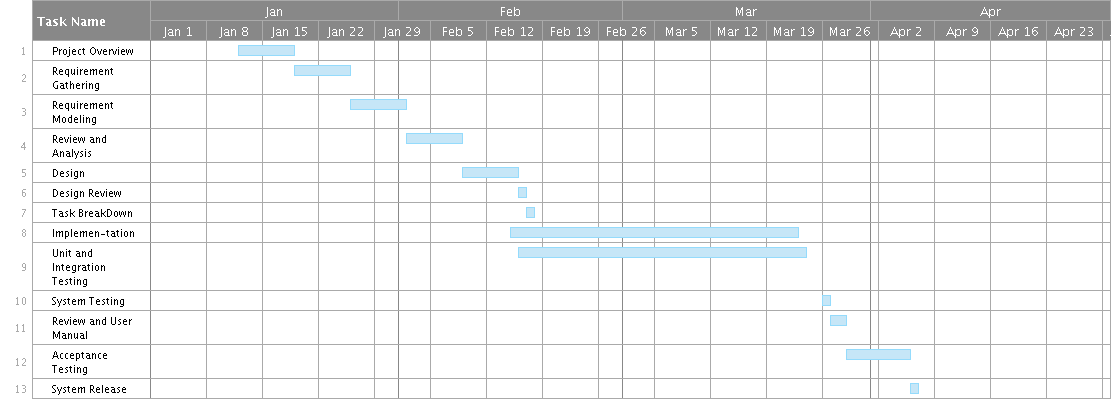 Task Name
Jan Feb Mar Apr
Jan 1 Jan 8 Jan 15 Jan 22 Jan 29 Feb 5 Feb 12 Feb 19 Feb 26 Mar 5 Mar 12 Mar 19 Mar 26 Apr 2 Apr 9 Apr 16 Apr 23
1 Project Overview
2 Requirement
Gathering
3 Requirement
Modeling
4 Review and
Analysis
5 Design
6 Design Review
7 Task BreakDown
8 Implemen-tation
9 Unit and
Integration
Testing
10 System Testing
11 Review and User
Manual
12 Acceptance
Testing
13 System Release